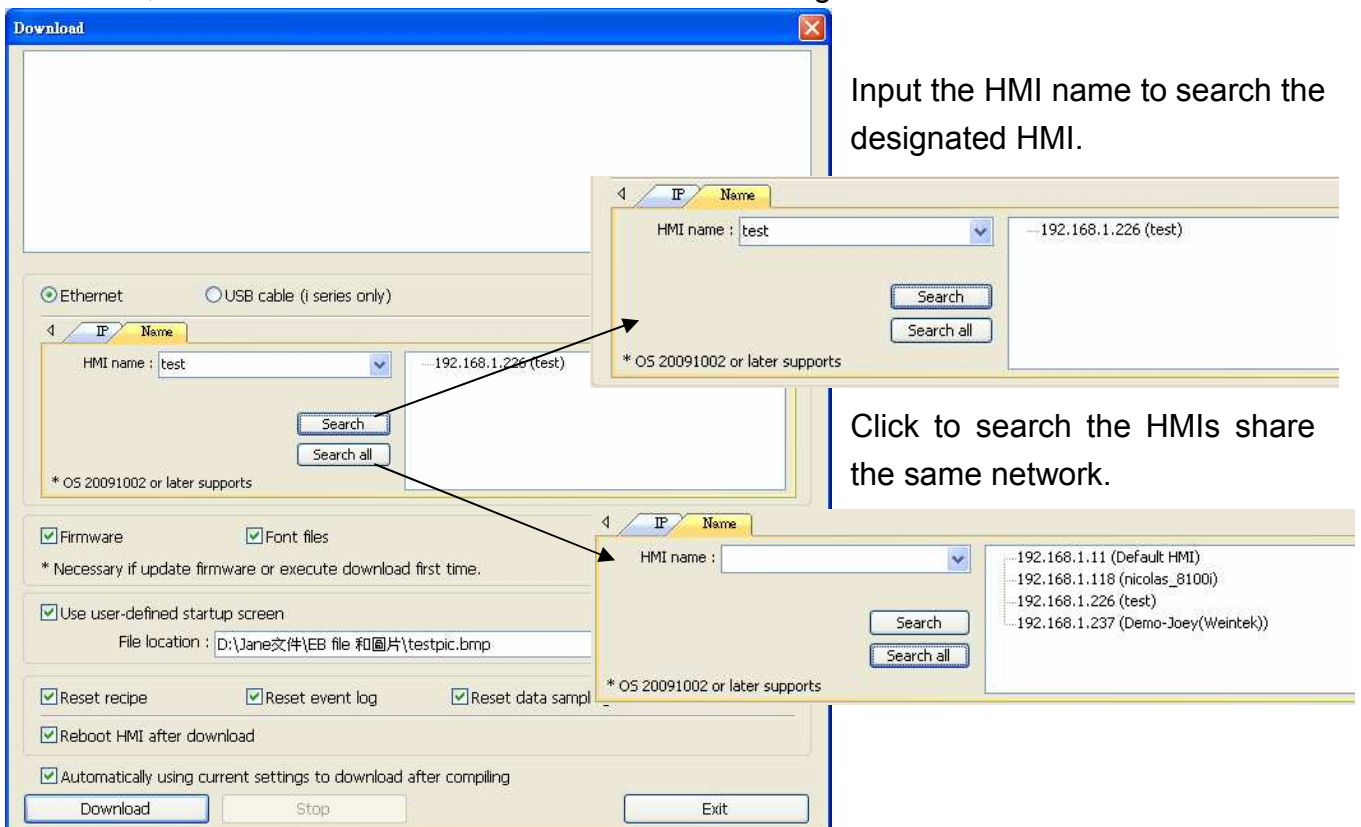 Download
Input the HMI name to search the
designated HMI.
IP Name
HMI name : test
192.168.1.226 (test)
Search
Search all
* OS 20091002 or later supports
Ethernet USB cable (i series only)
IP Name
HMI name : test
192.168.1.226 (test)
Search
Search all
* OS 20091002 or later supports
Click to search the HMIs share
the same network.
IP Name
HMI name :
192.168.1.11 (Default HMI)
192.168.1.118 (nicolas_8100i)
192.168.1.226 (test)
192.168.1.237 (Demo-Joey(Weintek))
Search
Search all
* OS 20091002 or later supports
Firmware Font files
* Necessary if update firmware or execute download first time.
Use user-defined startup screen
File location : D:\Jane文件\EB file 和圖片\testpic.bmp
Reset recipe Reset event log Reset data sampl
Reboot HMI after download
Automatically using current settings to download after compiling
Download Stop Exit